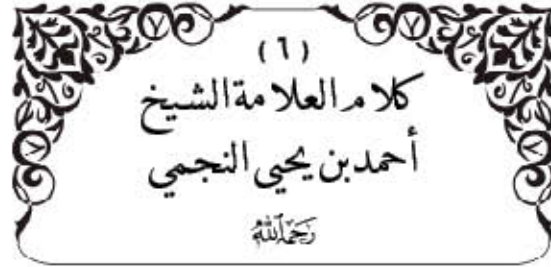 (٦)
كلام العلامة الشيخ
أحمد بن يحيى النجمي
رحمه الله